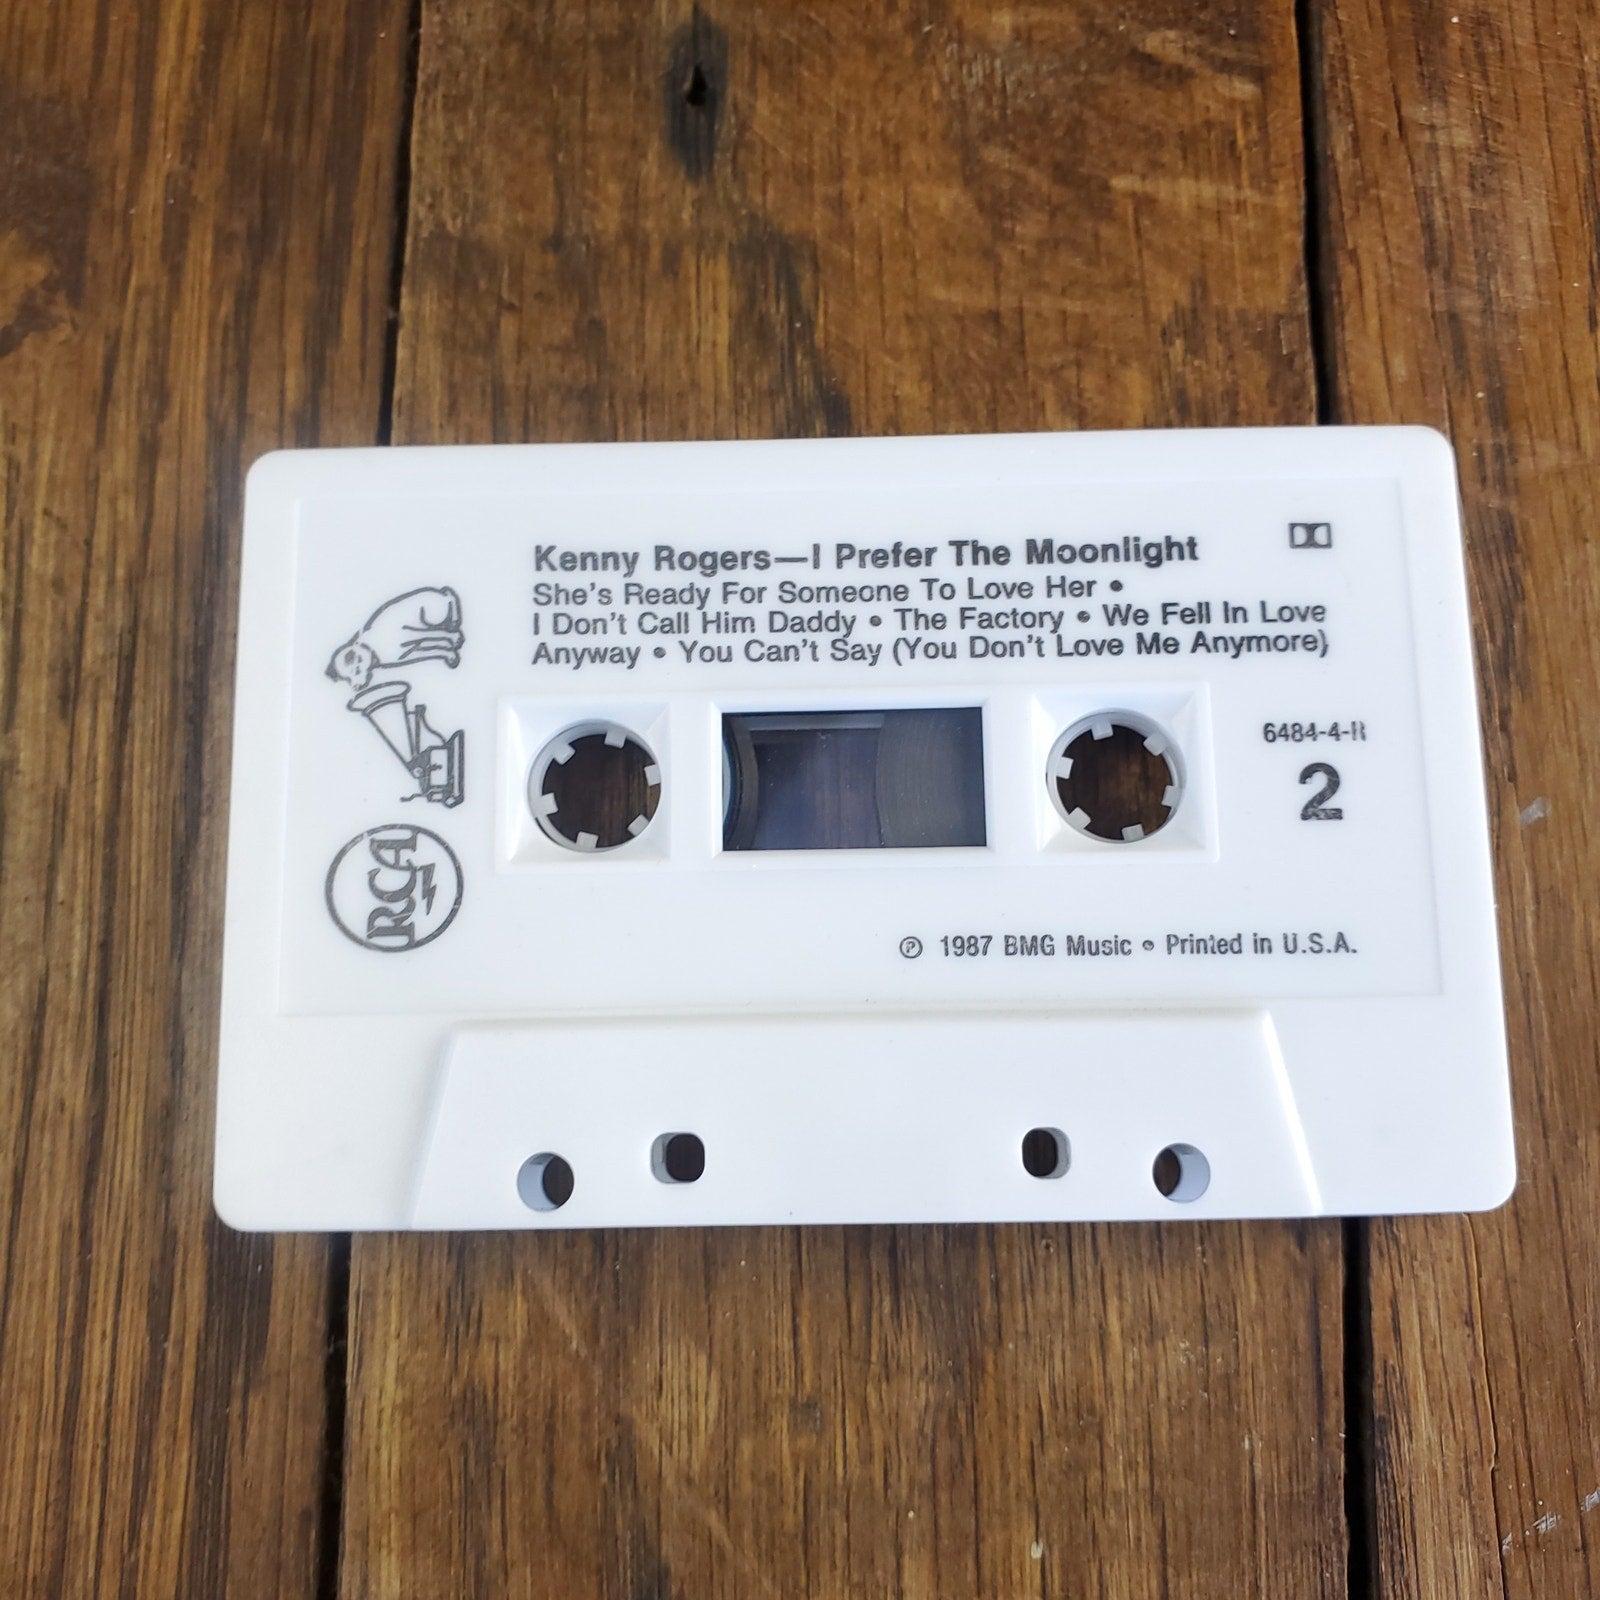 Kenny Rogers—I Prefer The Moonlight
She's Ready For Someone To Love Her •
I Don't Call Him Daddy • The Factory • We Fell In Love
Anyway • You Can't Say (You Don't Love Me Anymore)
6484-4-R
2
RCA
℗ 1987 BMG Music • Printed in U.S.A.